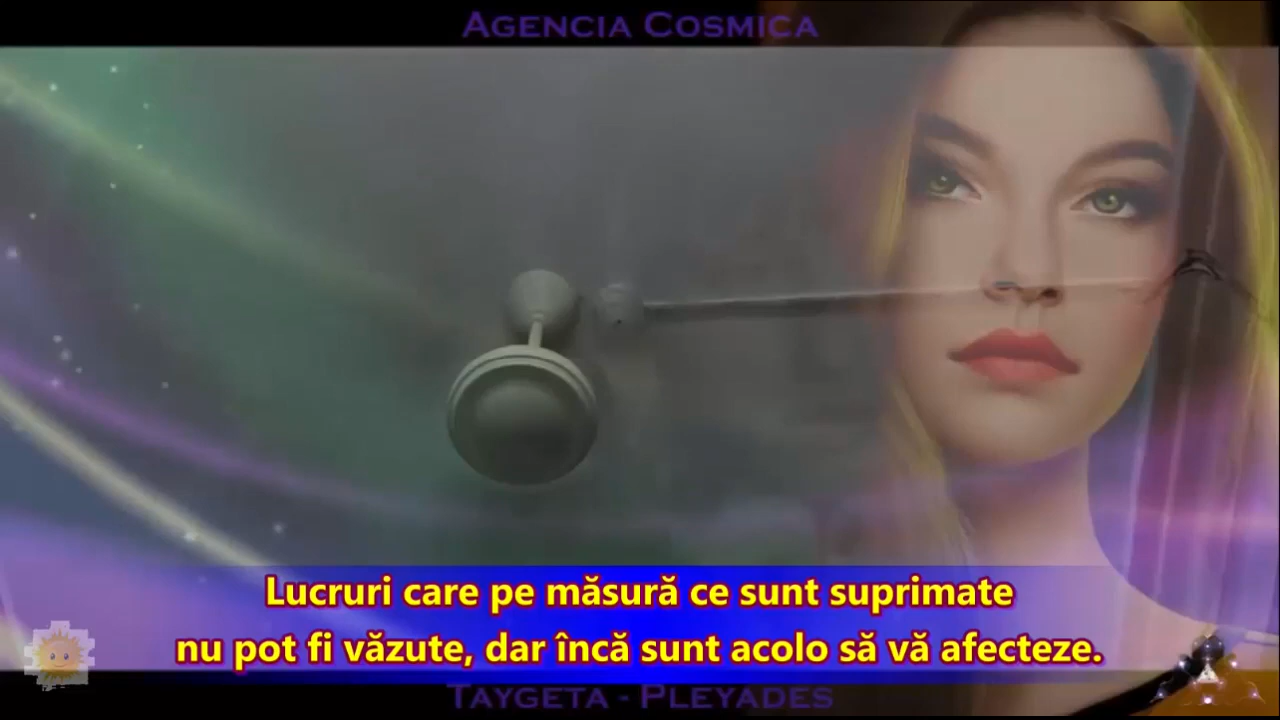 AGENCIA COSMICA
Lucruri care pe măsură ce sunt suprimate
nu pot fi văzute, dar încă sunt acolo să vă afecteze.
TAYGETA - PLEYADES